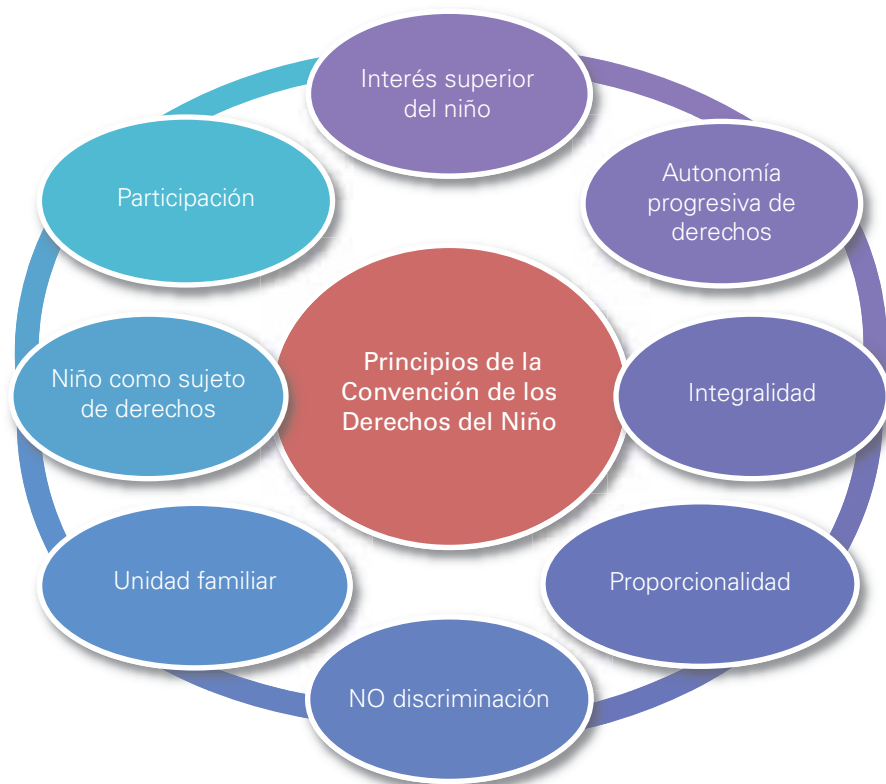 Interés superior
del niño
Autonomía
progresiva de
derechos
Integralidad
Proporcionalidad
NO discriminación
Unidad familiar
Niño como sujeto
de derechos
Participación
Principios de la
Convención de los
Derechos del Niño